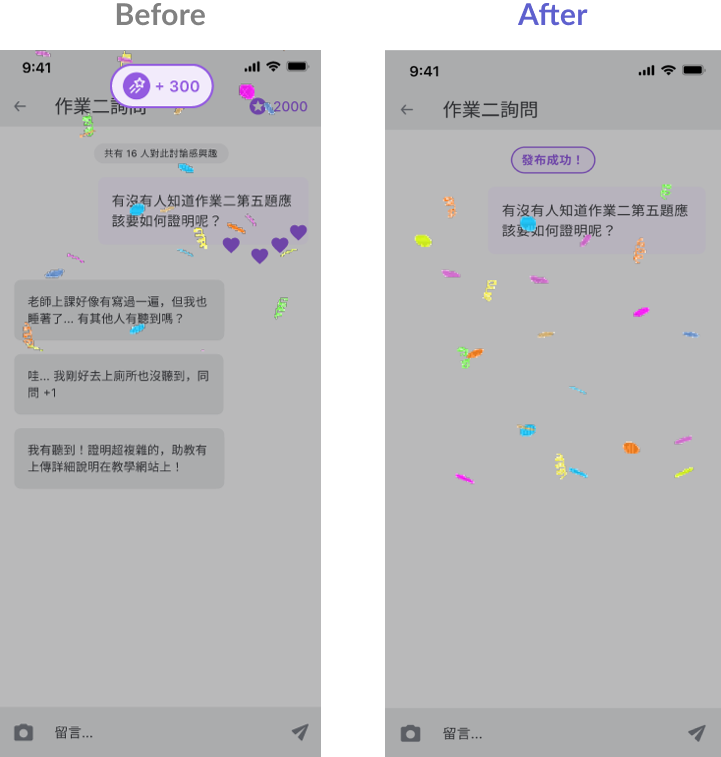 Before
After
9:41
+ 300
作業二詢問
2000
共有 16 人對此討論感興趣
有沒有人知道作業二第五題應
該要如何證明呢？
老師上課好像有寫過一遍，但我也
睡著了... 有其他人有聽到嗎？
哇... 我剛好去上廁所也沒聽到，同
問 +1
我有聽到！證明超複雜的，助教有
上傳詳細說明在教學網站上！
留言...
9:41
作業二詢問
發布成功！
有沒有人知道作業二第五題應
該要如何證明呢？
留言...